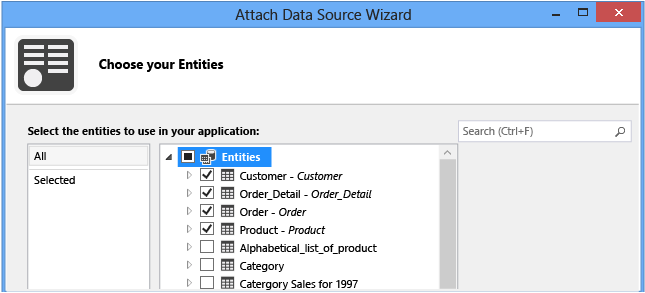 Attach Data Source Wizard
Choose your Entities
Select the entities to use in your application:
Search (Ctrl+F)
All
Selected
Entities
Customer - Customer
Order_Detail - Order_Detail
Order - Order
Product - Product
Alphabetical_list_of_product
Category
Catergory Sales for 1997